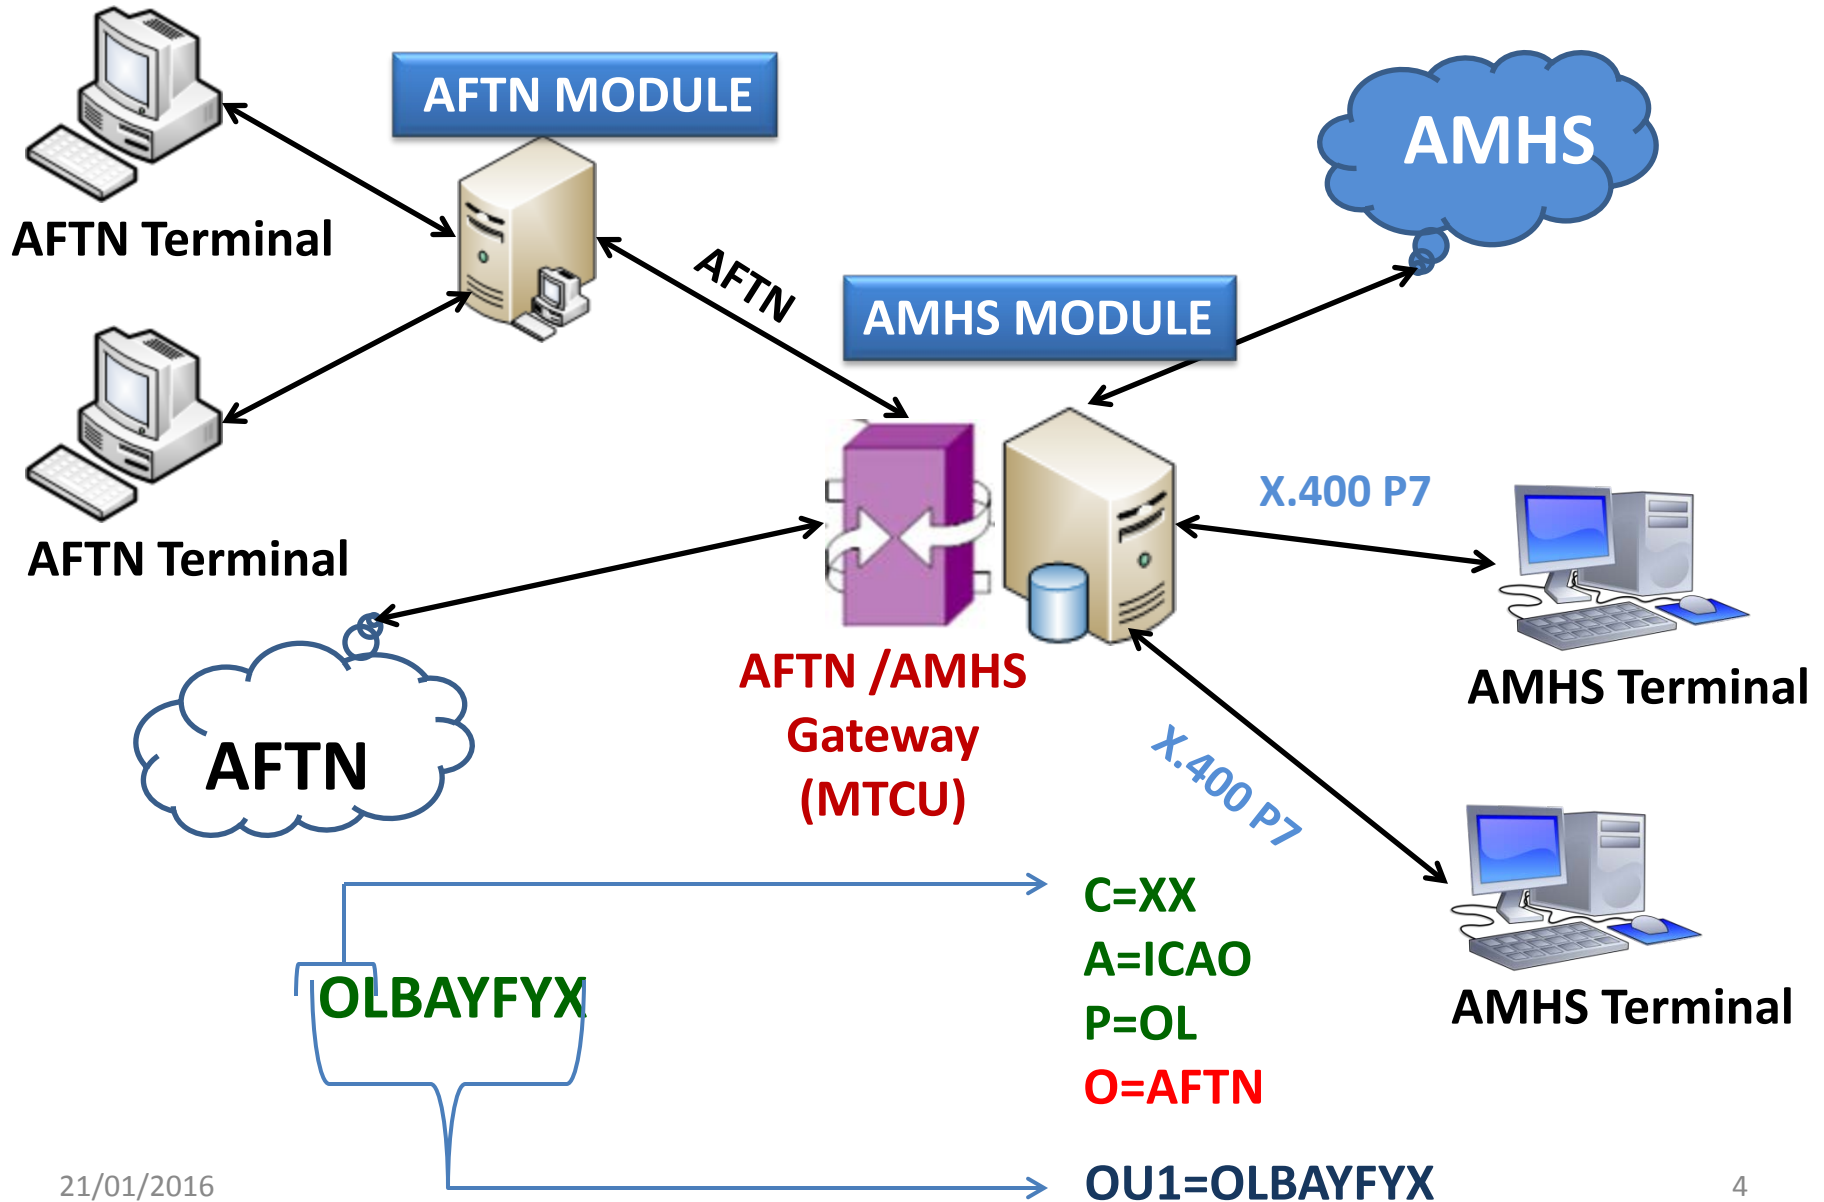 AFTN MODULE
AMHS
AFTN Terminal
AFTN
AMHS MODULE
X.400 P7
AFTN Terminal
AMHS Terminal
AFTN /AMHS
Gateway
(MTCU)
AFTN
X.400 P7
AMHS Terminal
OLBAYFYX
C=XX
A=ICAO
P=OL
O=AFTN
OU1=OLBAYFYX
21/01/2016
4